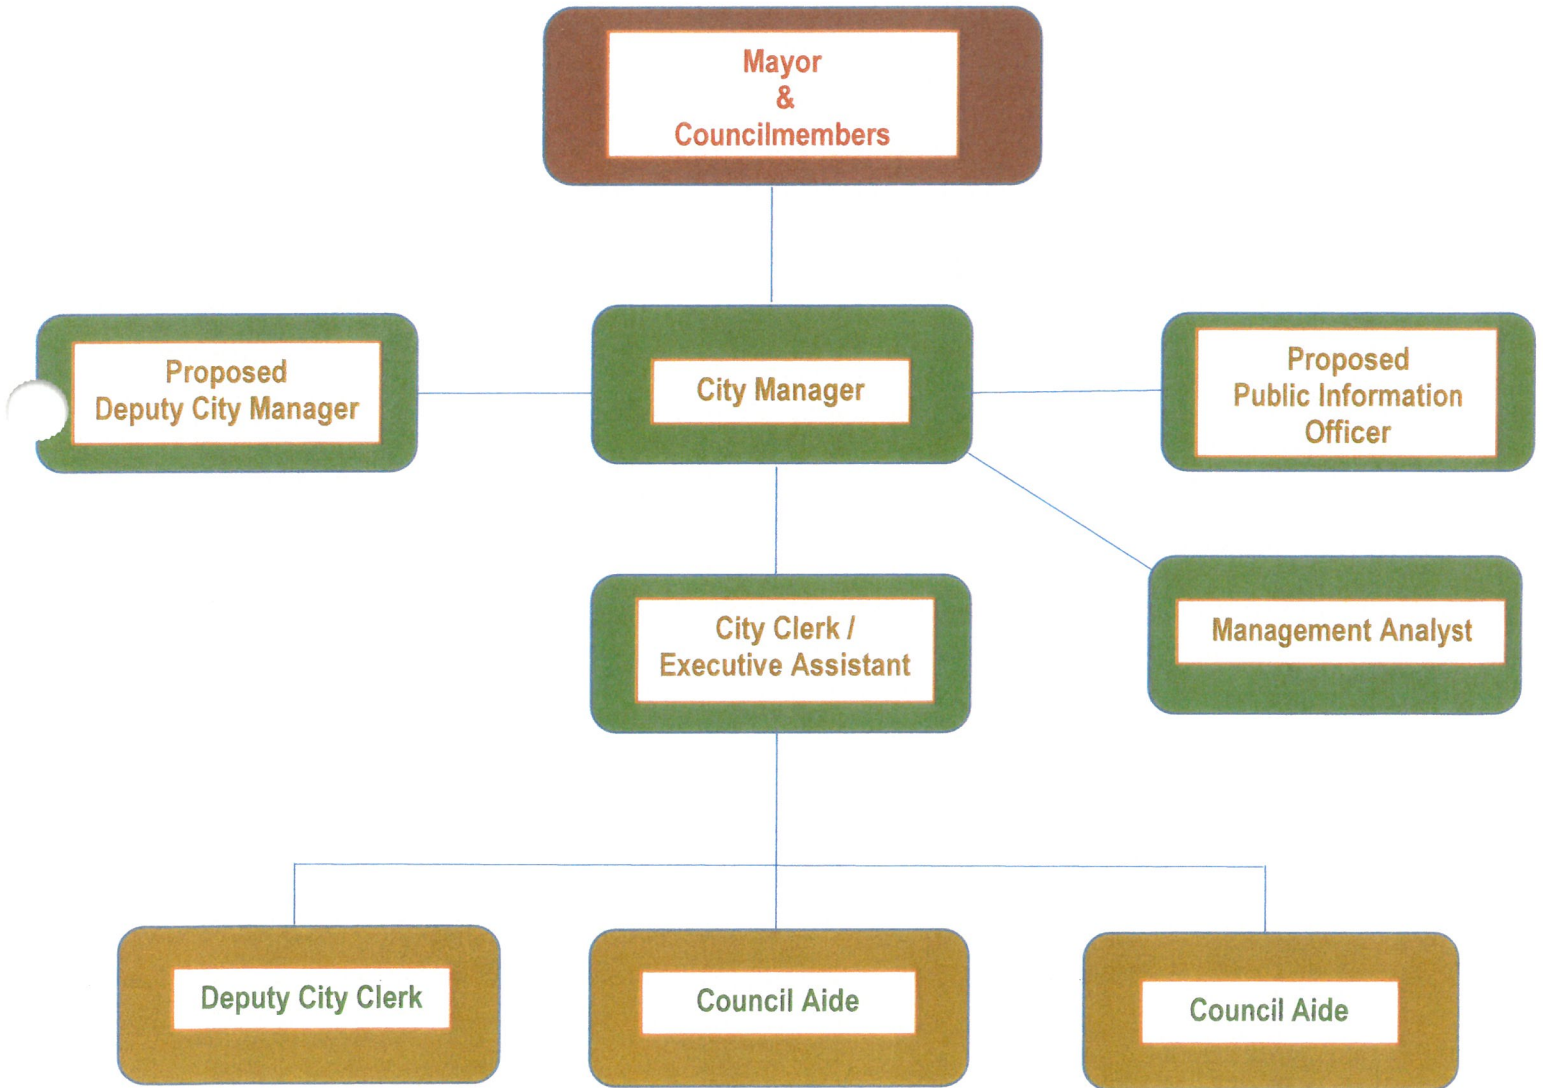 Mayor
&
Councilmembers
Proposed
Deputy City Manager
City Manager
Proposed
Public Information
Officer
City Clerk /
Executive Assistant
Management Analyst
Deputy City Clerk
Council Aide
Council Aide